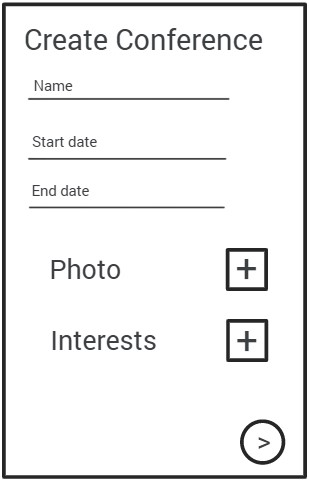 Create Conference
Name
Start date
End date
Photo +
Interests +
>